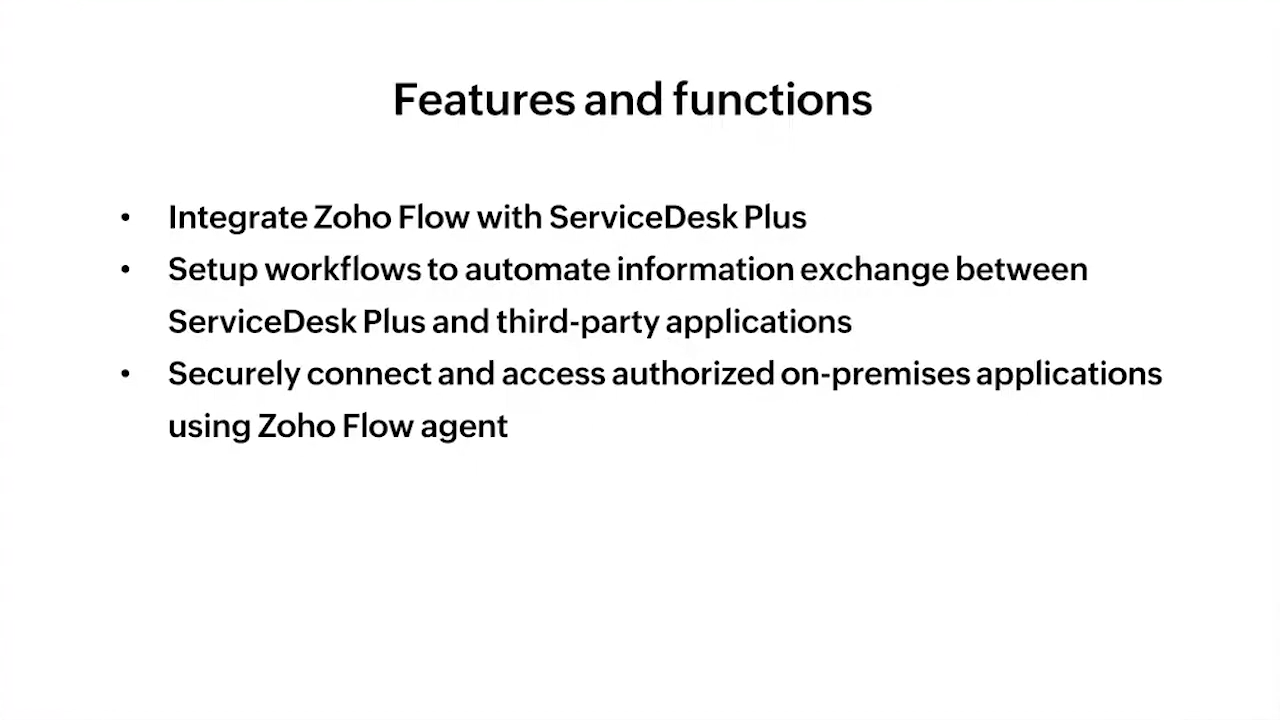 Features and functions
• Integrate Zoho Flow with ServiceDesk Plus
• Setup workflows to automate information exchange between
ServiceDesk Plus and third-party applications
• Securely connect and access authorized on-premises applications
using Zoho Flow agent